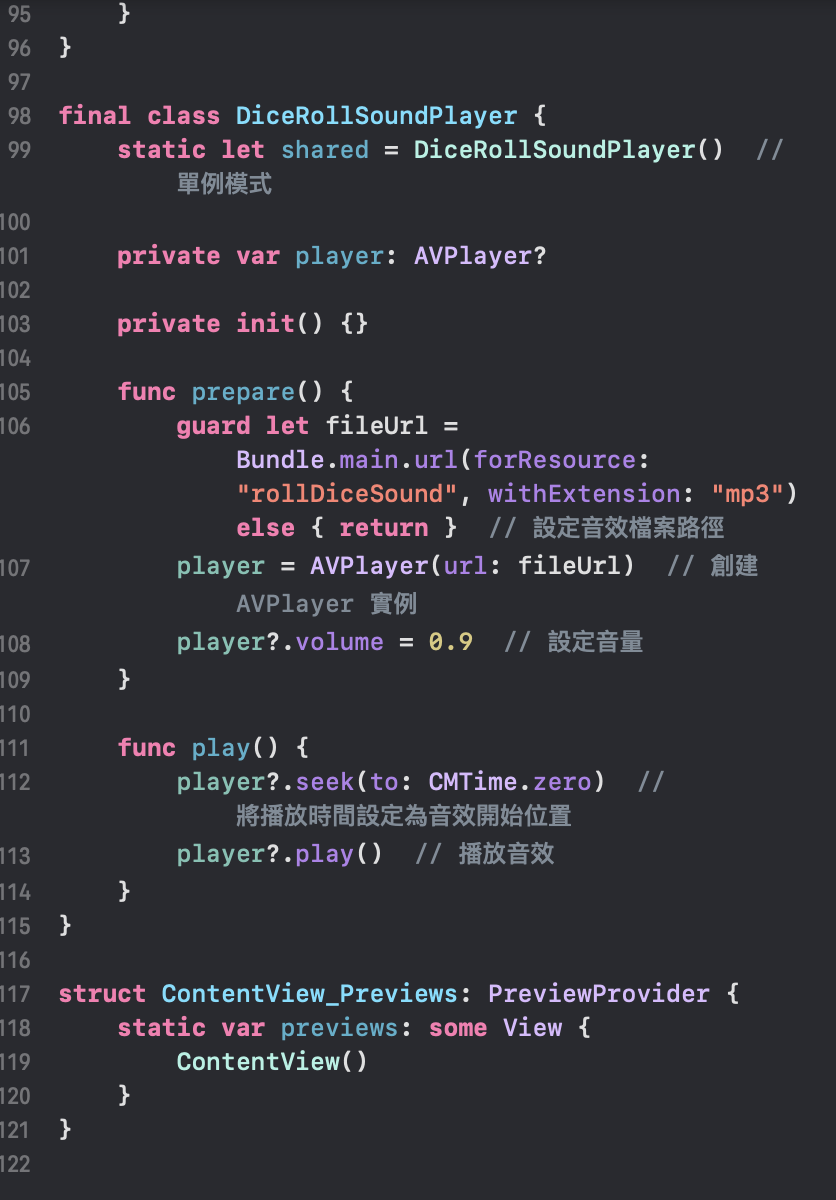 95         }
96 }
97
98 final class DiceRollSoundPlayer {
99     static let shared = DiceRollSoundPlayer()  //
        單例模式
100
101     private var player: AVPlayer?
102
103     private init() {}
104
105     func prepare() {
106         guard let fileUrl =
            Bundle.main.url(forResource:
            "rollDiceSound", withExtension: "mp3")
            else { return }  // 設定音效檔案路徑
107         player = AVPlayer(url: fileUrl)  // 創建
            AVPlayer 實例
108         player?.volume = 0.9  // 設定音量
109     }
110
111     func play() {
112         player?.seek(to: CMTime.zero)  //
            將播放時間設定為音效開始位置
113         player?.play()  // 播放音效
114     }
115 }
116
117 struct ContentView_Previews: PreviewProvider {
118     static var previews: some View {
119         ContentView()
120     }
121 }
122